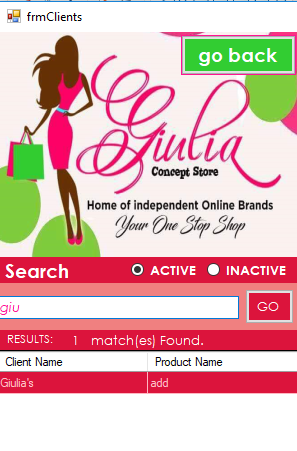 frmClients
go back
Giulia
Concept Store
Home of independent Online Brands
Your One Stop Shop
Search ACTIVE INACTIVE
giu GO
RESULTS: 1 match(es) Found.
Client Name Product Name
Giulia's add